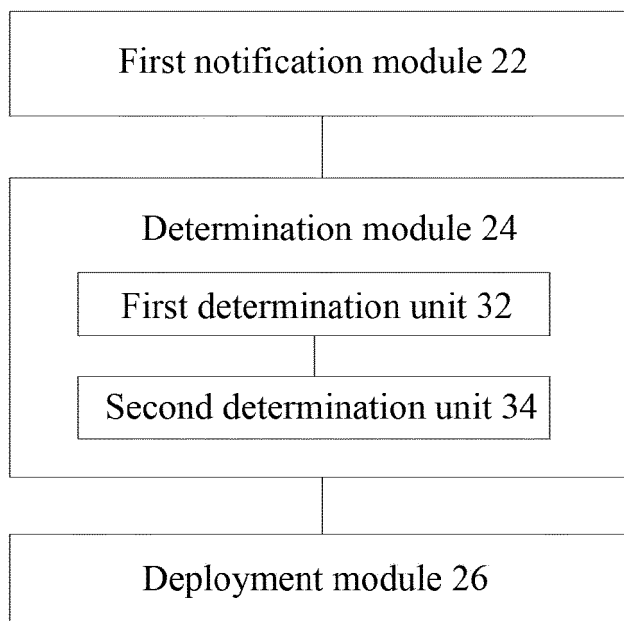 First notification module 22
Determination module 24
First determination unit 32
Second determination unit 34
Deployment module 26